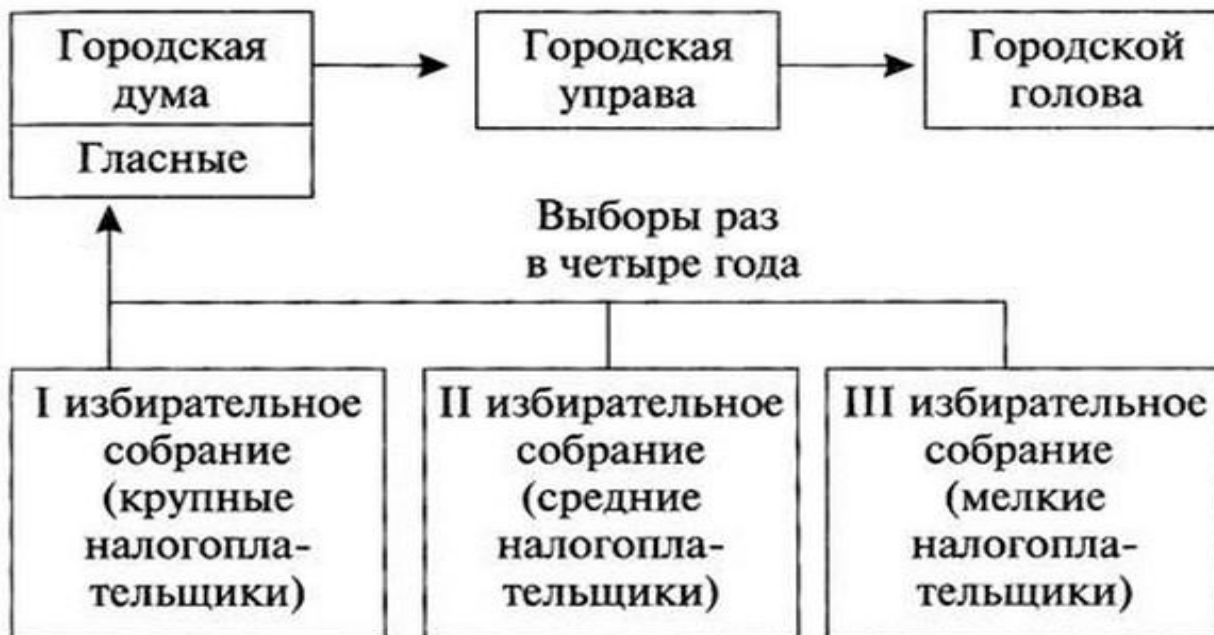 Городская
дума
Гласные
Городская
управа
Городской
голова
Выборы раз
в четыре года
I избирательное
собрание
(крупные
налогопла-
тельщики)
II избирательное
собрание
(средние
налогопла-
тельщики)
III избирательное
собрание
(мелкие
налогопла-
тельщики)